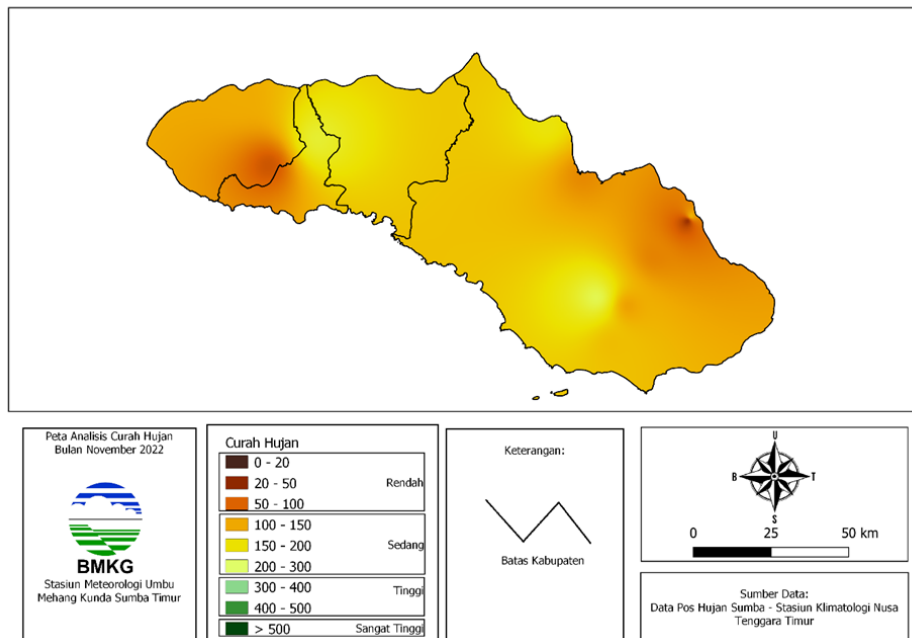 Peta Analisis Curah Hujan
Bulan November 2022
BMKG
Stasiun Meteorologi Umbu
Mehang Kunda Sumba Timur
Curah Hujan
0 - 20
20 - 50
Rendah
50 - 100
100 - 150
150 - 200
Sedang
200 - 300
300 - 400
Tinggi
400 - 500
> 500
Sangat Tinggi
Keterangan:
Batas Kabupaten
U
B
T
S
0 25 50 km
Sumber Data:
Data Pos Hujan Sumba - Stasiun Klimatologi Nusa
Tenggara Timur